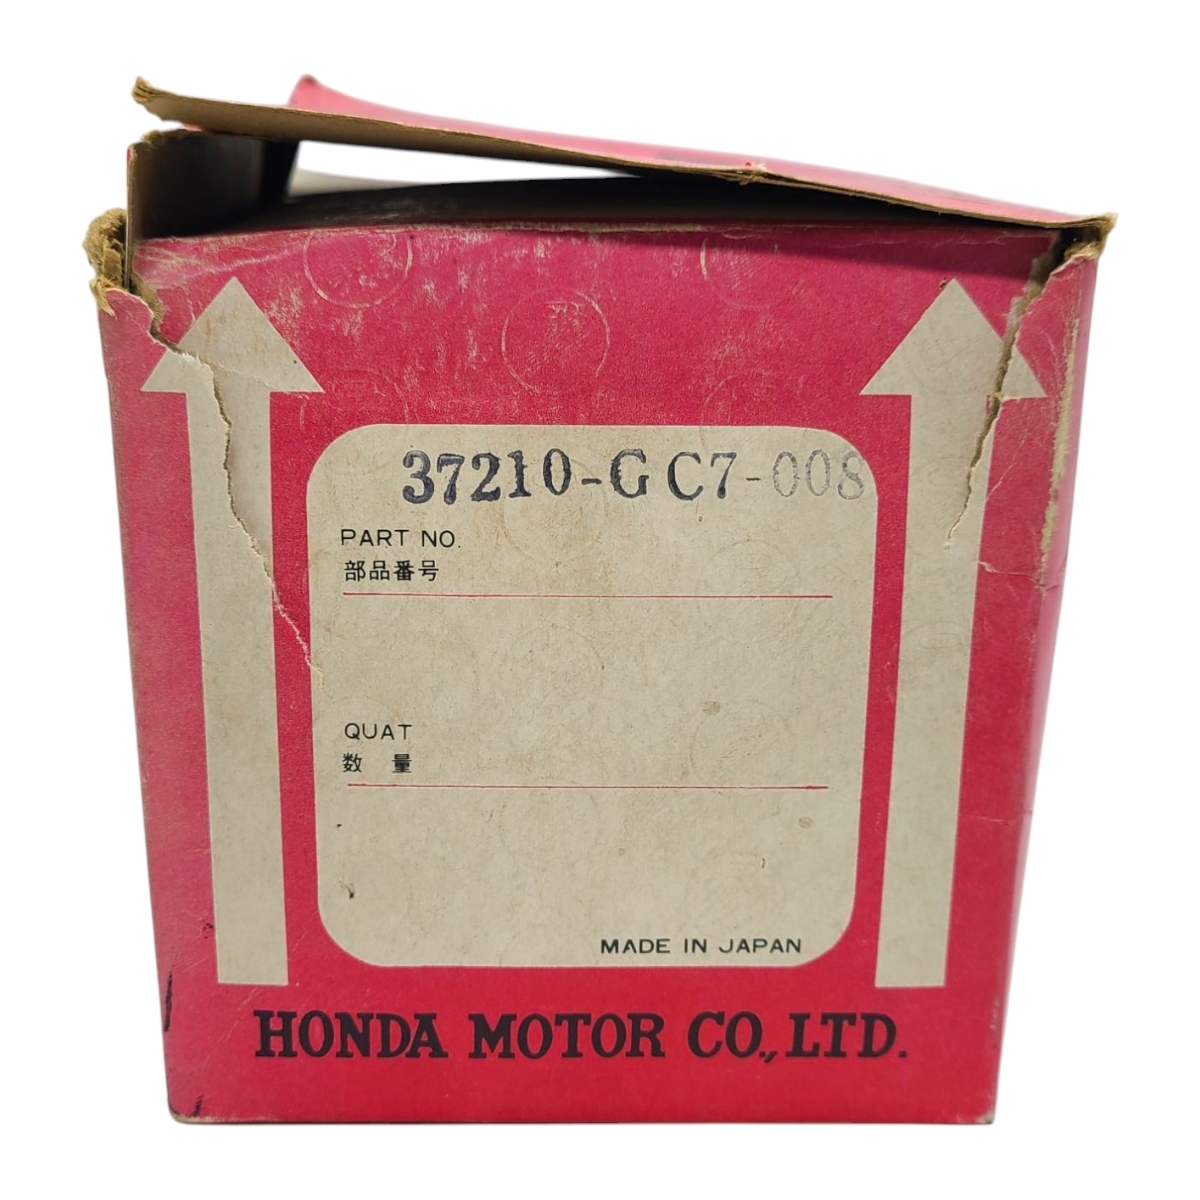 37210-GC7-008
PART NO.
部品番号
QUAT
数 量
MADE IN JAPAN
HONDA MOTOR CO., LTD.